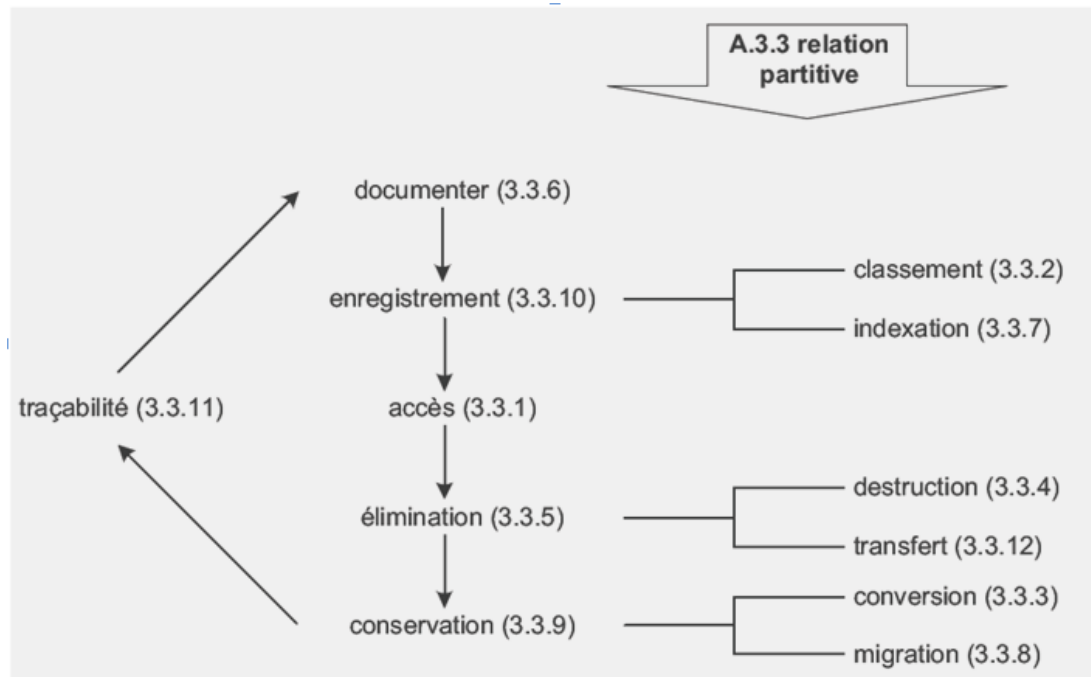 A.3.3 relation
partitive
documenter (3.3.6)
classement (3.3.2)
enregistrement (3.3.10)
indexation (3.3.7)
traçabilité (3.3.11)
accès (3.3.1)
destruction (3.3.4)
élimination (3.3.5)
transfert (3.3.12)
conversion (3.3.3)
conservation (3.3.9)
migration (3.3.8)